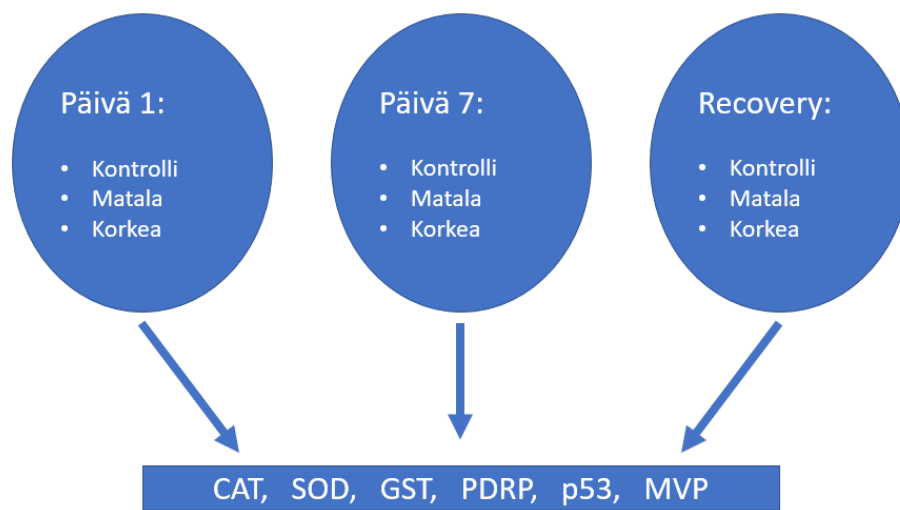 Päivä 1:
• Kontrolli
• Matala
• Korkea
Päivä 7:
• Kontrolli
• Matala
• Korkea
Recovery:
• Kontrolli
• Matala
• Korkea
CAT, SOD, GST, PDRP, p53, MVP